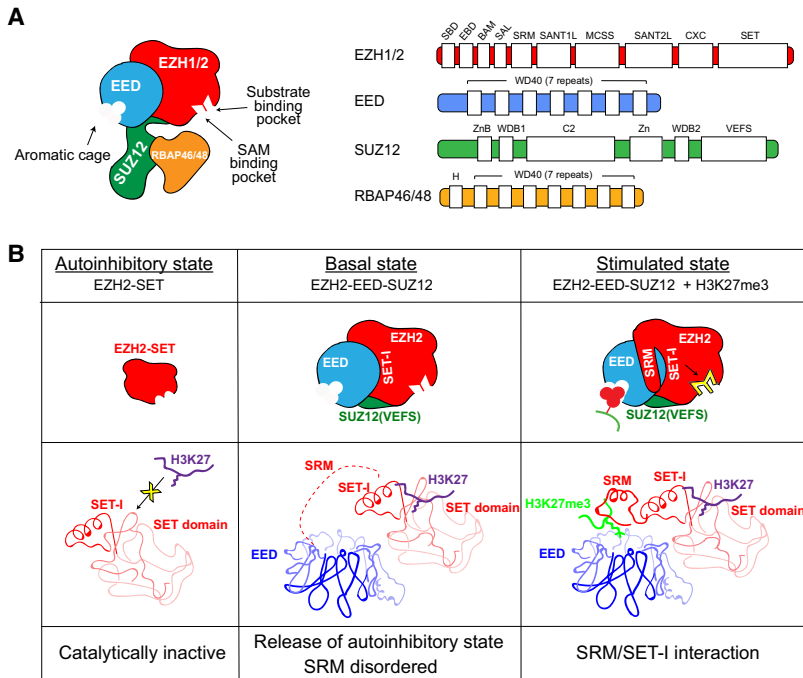 A
EZH1/2
EED
SUZ12
RBAP46/48
Aromatic cage
Substrate
binding
pocket
SAM
binding
pocket
SBD EBD BAM SAL SRM SANT1L MCSS SANT2L CXC SET
EZH1/2
WD40 (7 repeats)
EED
ZnB WDB1 C2 Zn WDB2 VEFS
SUZ12
H WD40 (7 repeats)
RBAP46/48
B
Autoinhibitory state
EZH2-SET
Basal state
EZH2-EED-SUZ12
Stimulated state
EZH2-EED-SUZ12 + H3K27me3
EZH2-SET
EZH2
EED
SET-I
SUZ12(VEFS)
EZH2
EED
SRM
SET-I
SUZ12(VEFS)
H3K27
SET-I
SET domain
SRM
SET-I
H3K27
SET domain
EED
SRM
SET-I
H3K27
H3K27me3
SET domain
EED
Catalytically inactive
Release of autoinhibitory state
SRM disordered
SRM/SET-I interaction